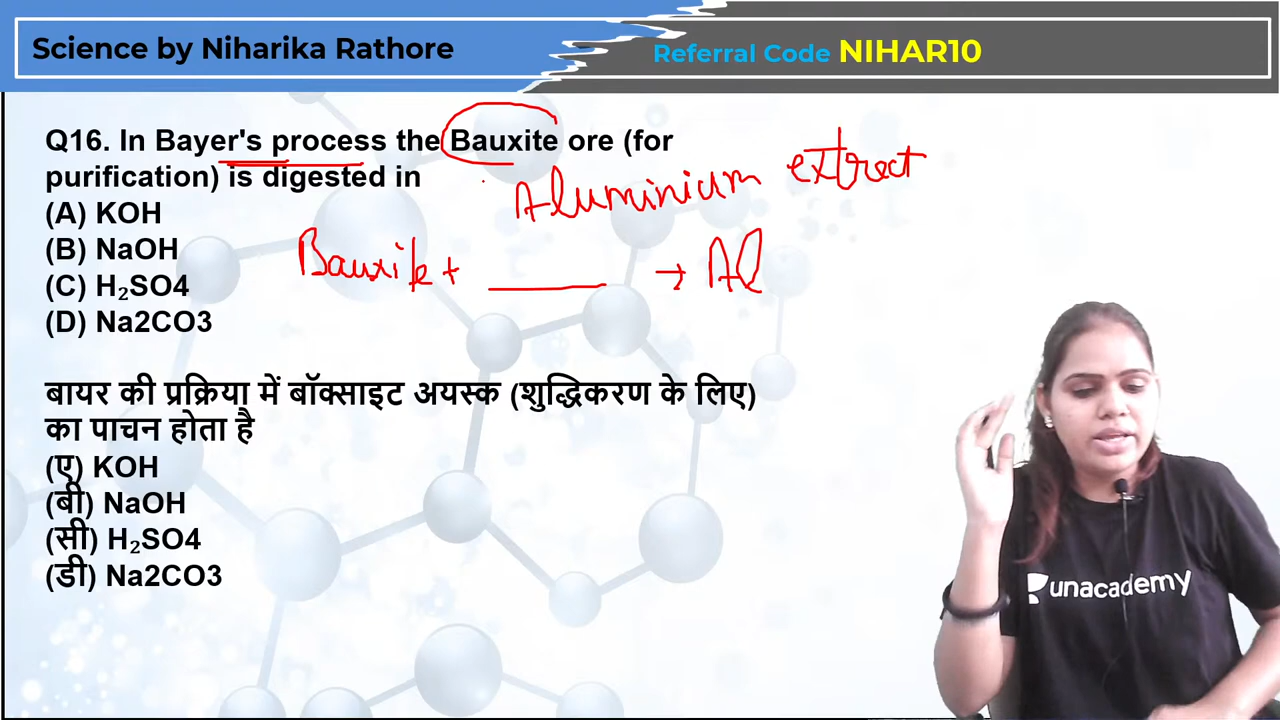 Science by Niharika Rathore
Referral Code NIHAR10
Q16. In Bayer's process the Bauxite ore (for
purification) is digested in
Aluminium extract
(A) KOH
(B) NaOH
Bauxite + ____ → Al
(C) H₂SO4
(D) Na2CO3
बायर की प्रक्रिया में बॉक्साइट अयस्क (शुद्धिकरण के लिए)
का पाचन होता है
(ए) KOH
(बी) NaOH
(सी) H₂SO4
(डी) Na2CO3
unacademy